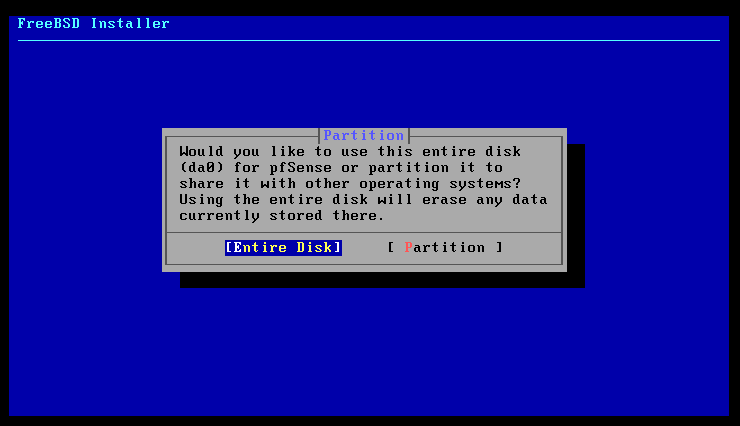 FreeBSD Installer
Partition
Would you like to use this entire disk
(da0) for pfSense or partition it to
share it with other operating systems?
Using the entire disk will erase any data
currently stored there.
[Entire Disk] [ Partition ]